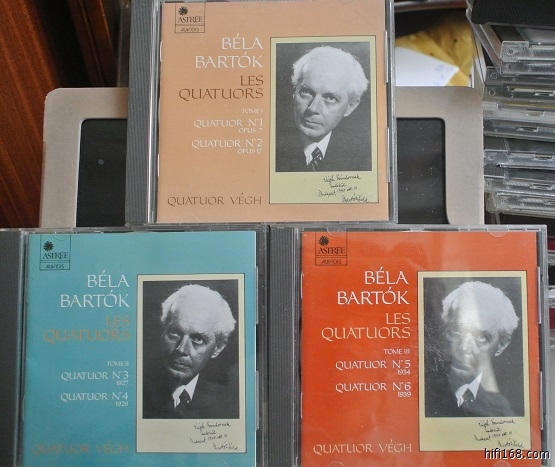 ASTRÉE
AUVIDIS
BÉLA
BARTÓK
LES
QUATUORS
TOME I
QUATUOR N°1
OPUS 7
QUATUOR N°2
OPUS 17
QUATUOR VÉGH
ASTRÉE
AUVIDIS
BÉLA
BARTÓK
LES
QUATUORS
TOME II
QUATUOR N°3
1927
QUATUOR N°4
1928
QUATUOR VÉGH
ASTRÉE
AUVIDIS
BÉLA
BARTÓK
LES
QUATUORS
TOME III
QUATUOR N°5
1934
QUATUOR N°6
1939
QUATUOR VÉGH
hifi168.com